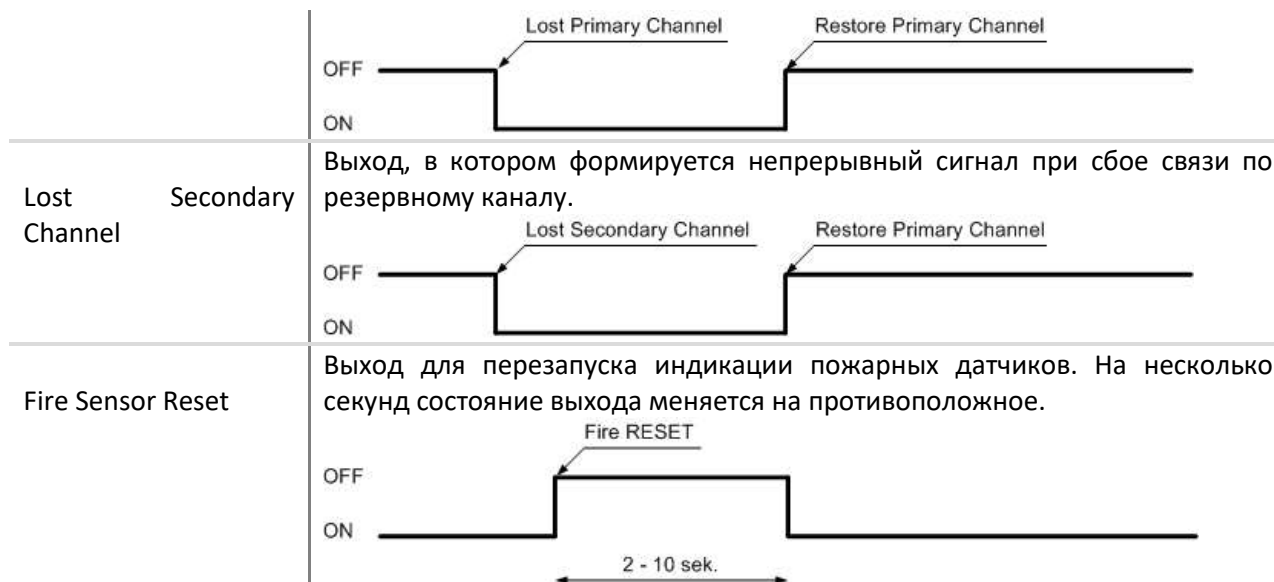 Lost Primary Channel Restore Primary Channel
OFF
ON
Lost Secondary Channel
Выход, в котором формируется непрерывный сигнал при сбое связи по
резервному каналу.
Lost Secondary Channel Restore Primary Channel
OFF
ON
Fire Sensor Reset
Выход для перезапуска индикации пожарных датчиков. На несколько
секунд состояние выхода меняется на противоположное.
Fire RESET
OFF
ON
2 - 10 sek.